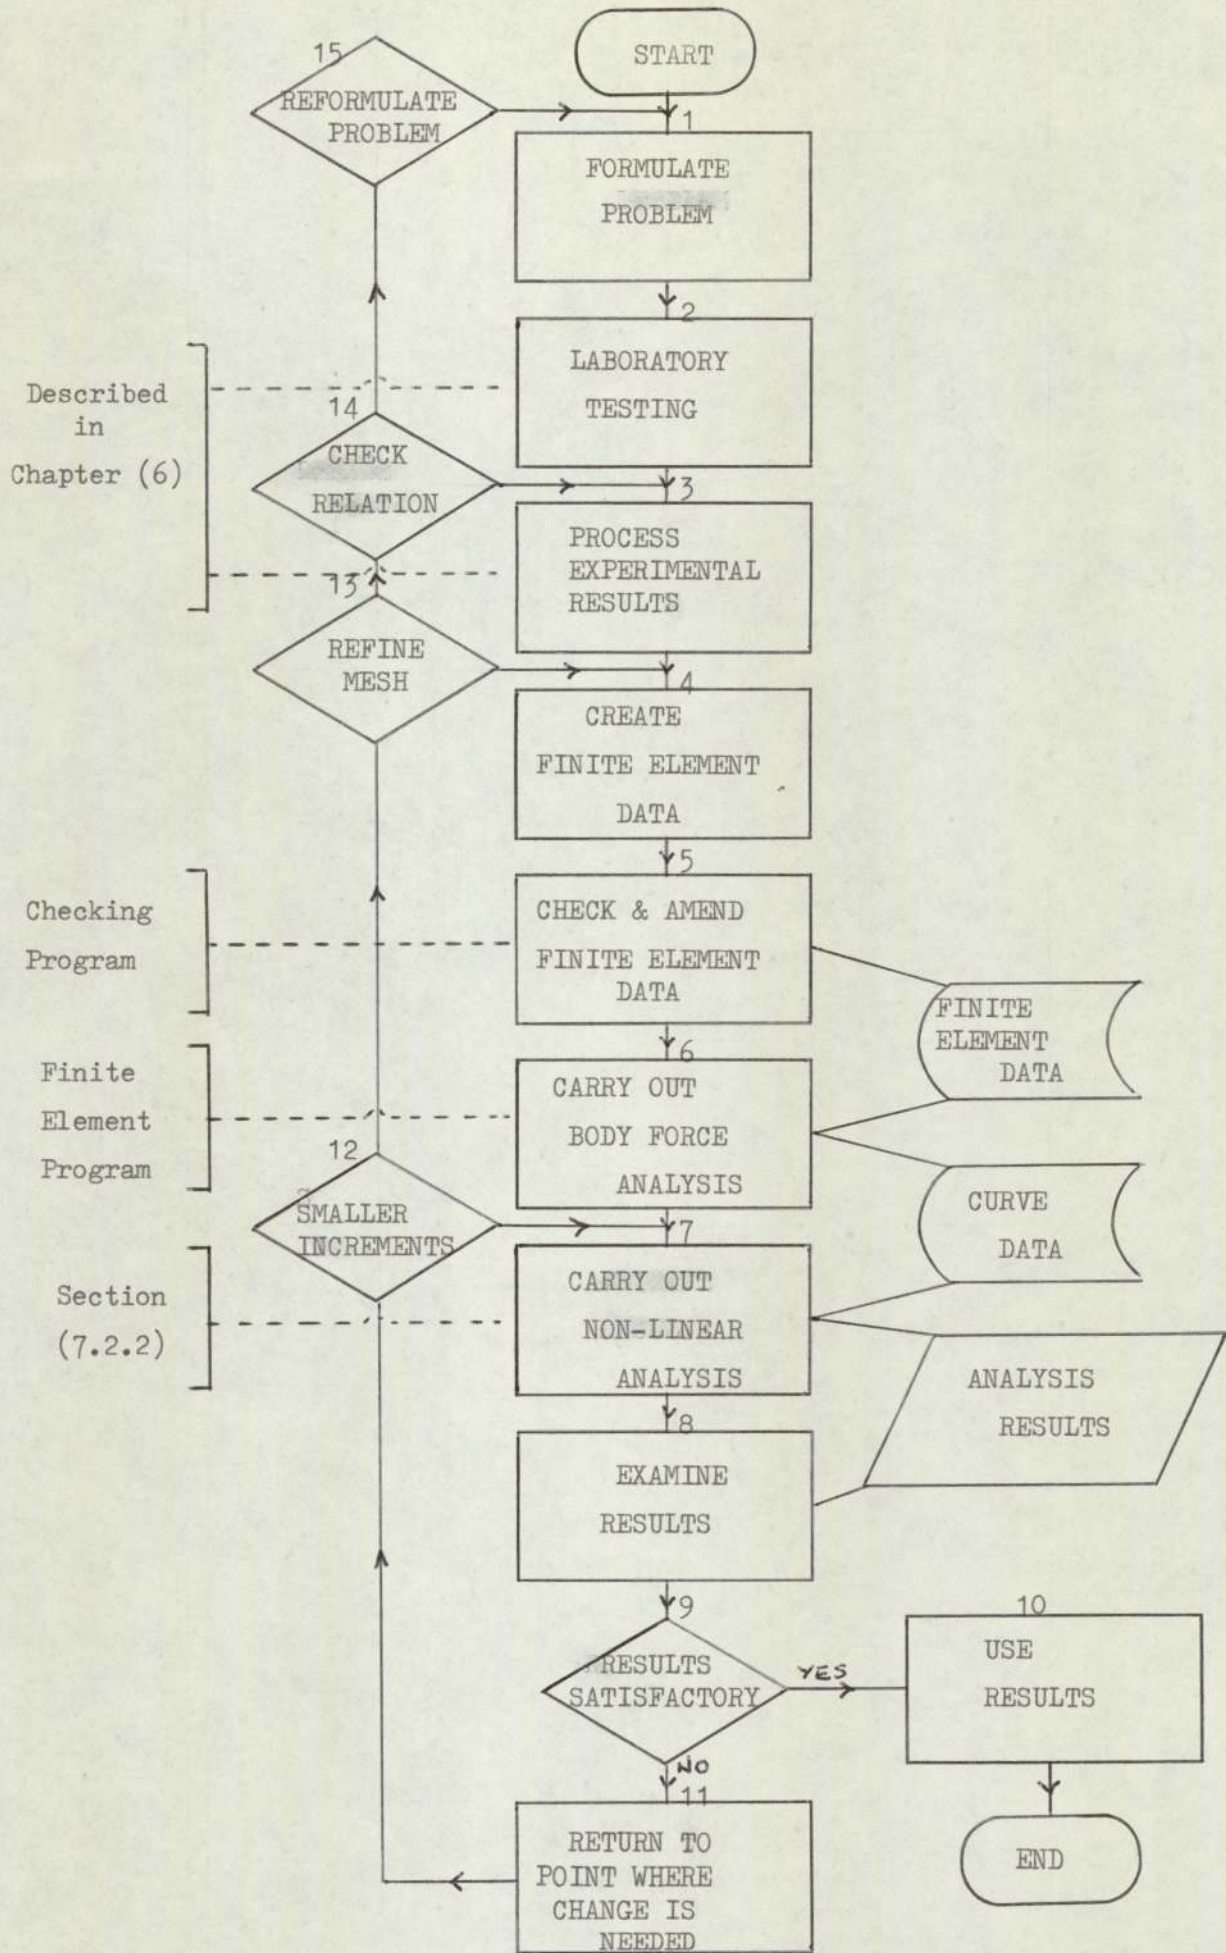 START
15
REFORMULATE
PROBLEM
1
FORMULATE
PROBLEM
2
LABORATORY
TESTING
Described
in
Chapter (6)
14
CHECK
RELATION
3
PROCESS
EXPERIMENTAL
RESULTS
13
REFINE
MESH
4
CREATE
FINITE ELEMENT
DATA
5
CHECK & AMEND
FINITE ELEMENT
DATA
Checking
Program
FINITE
ELEMENT
DATA
6
CARRY OUT
BODY FORCE
ANALYSIS
Finite
Element
Program
12
SMALLER
INCREMENTS
CURVE
DATA
7
CARRY OUT
NON-LINEAR
ANALYSIS
Section
(7.2.2)
ANALYSIS
RESULTS
8
EXAMINE
RESULTS
9
RESULTS
SATISFACTORY
YES
10
USE
RESULTS
NO
11
RETURN TO
POINT WHERE
CHANGE IS
NEEDED
END